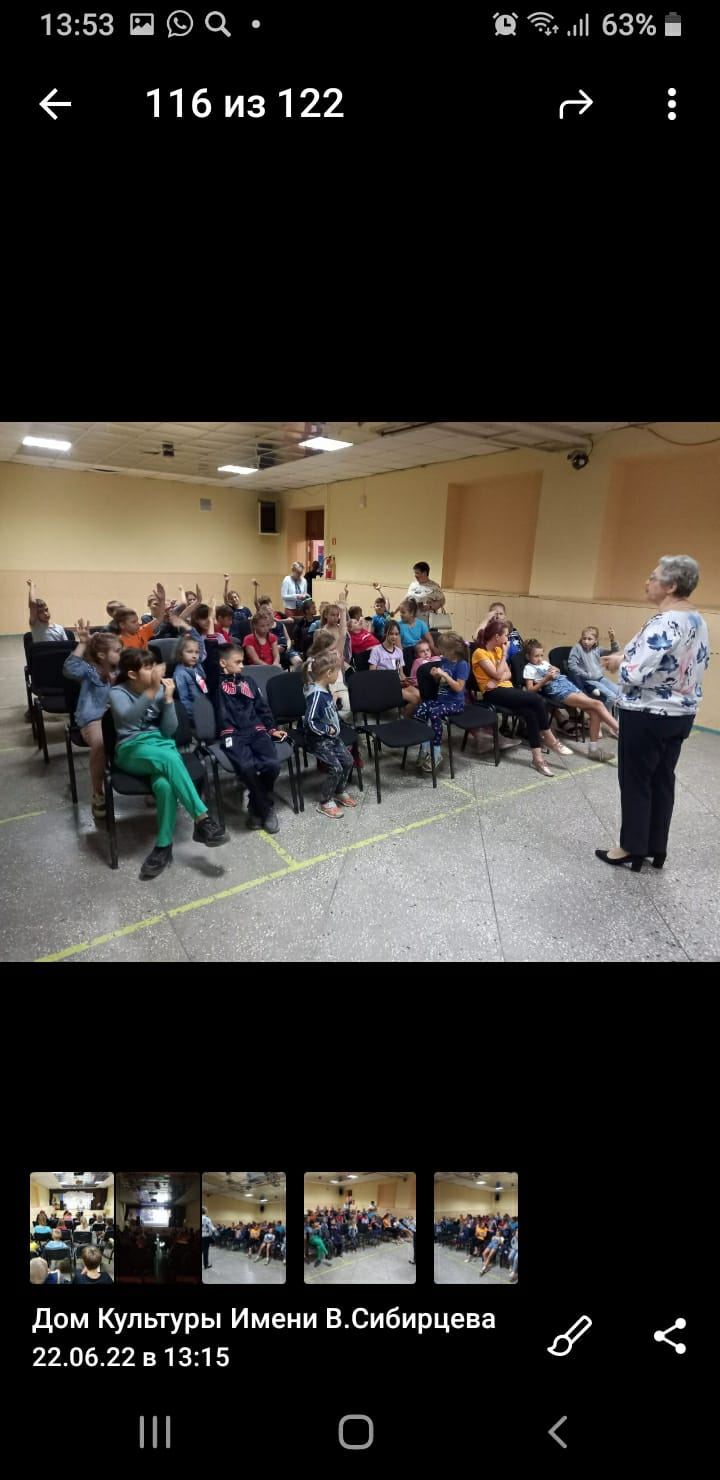 13:53 63%
116 из 122
Дом Культуры Имени В.Сибирцева
22.06.22 в 13:15